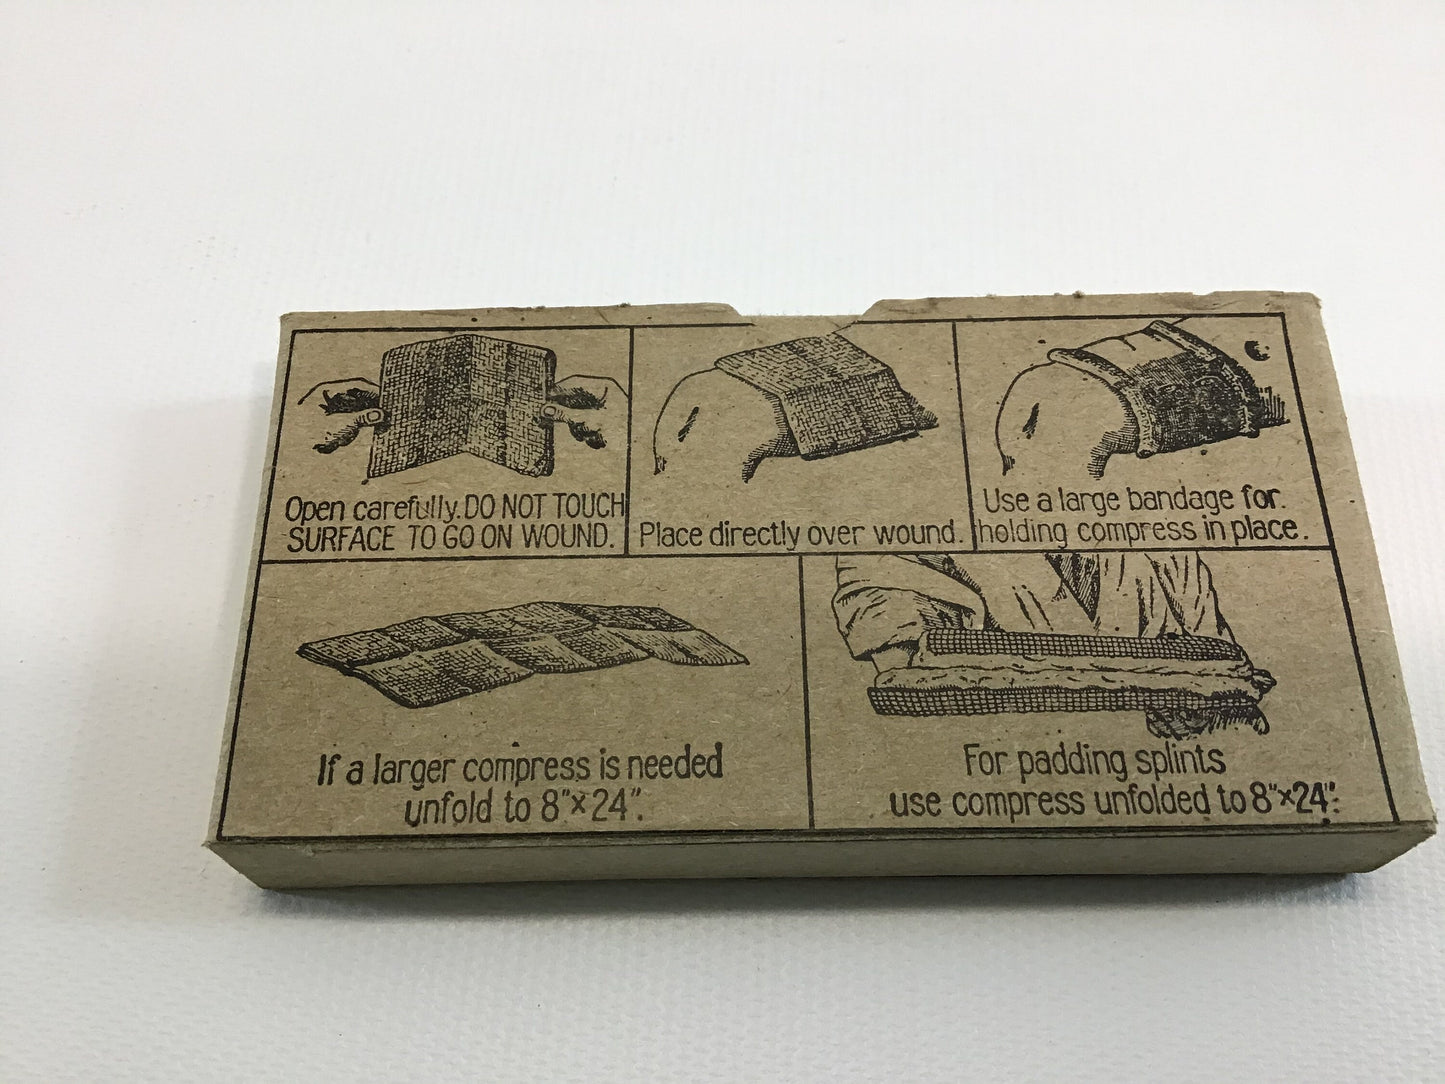 Open carefully. DO NOT TOUCH
SURFACE TO GO ON WOUND.
Place directly over wound.
Use a large bandage for
holding compress in place.
If a larger compress is needed
unfold to 8"x24".
For padding splints
use compress unfolded to 8"x24".